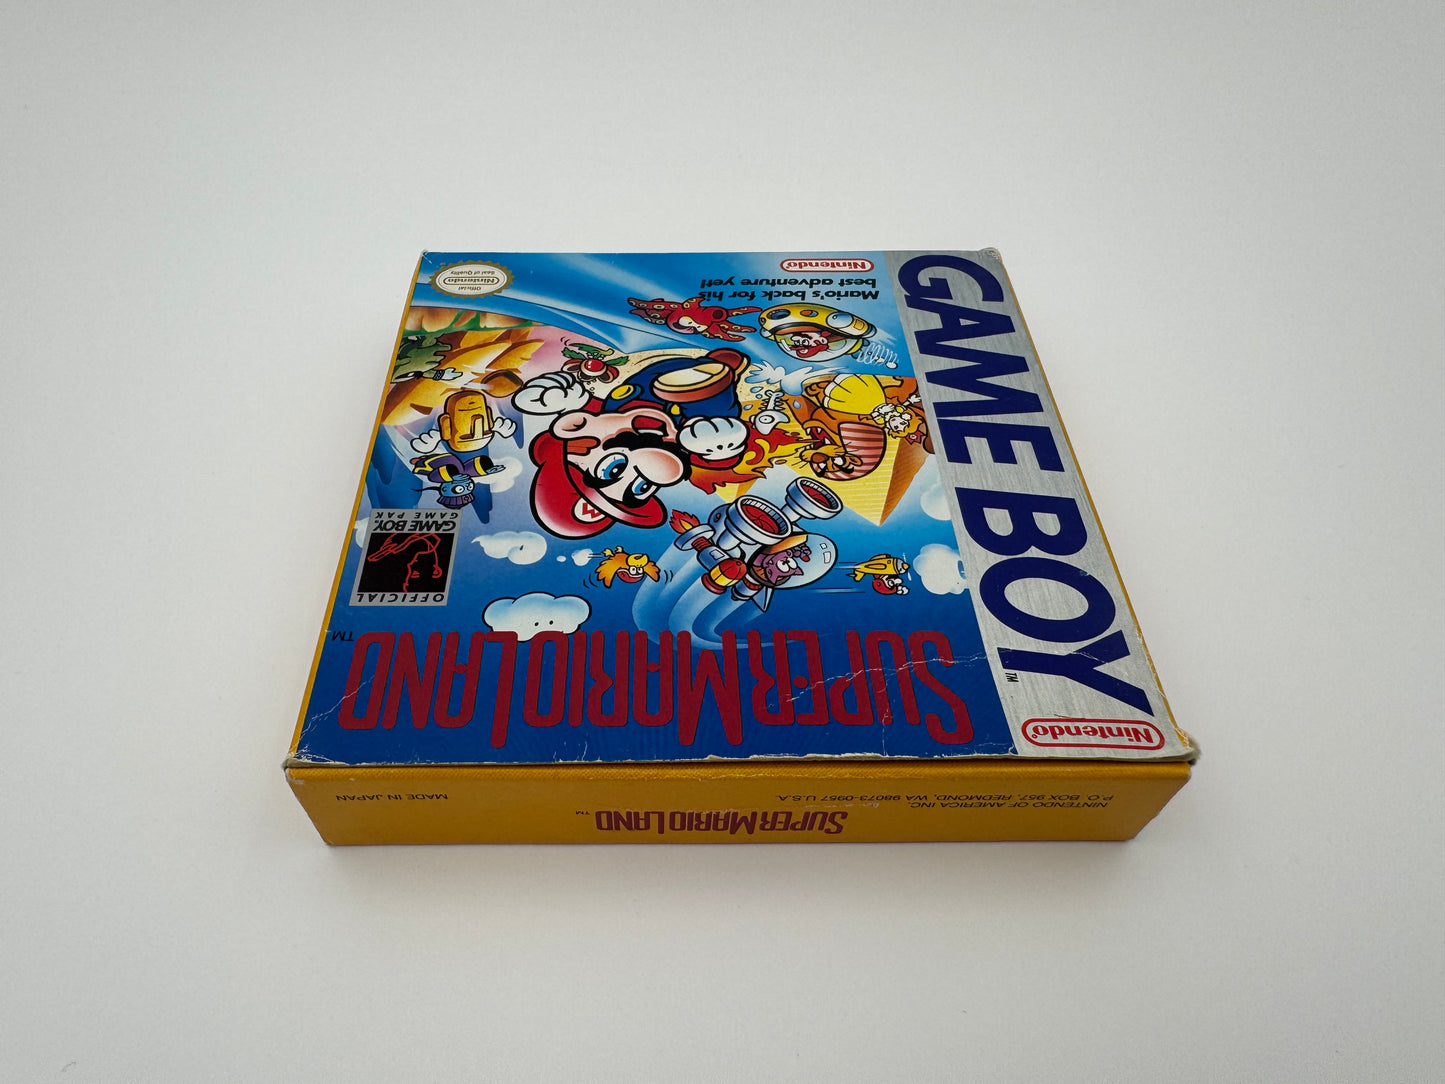 GAME BOY
TM
Nintendo®
SUPER MARIO LAND
TM
Mario's back for his
best adventure yet!
Nintendo®
Official
Nintendo
Seal of Quality
OFFICIAL
GAME BOY
GAME PAK
M
SUPER MARIO LAND
TM
NINTENDO OF AMERICA INC.
P.O. BOX 957, REDMOND, WA 98073-0957 U.S.A.
MADE IN JAPAN